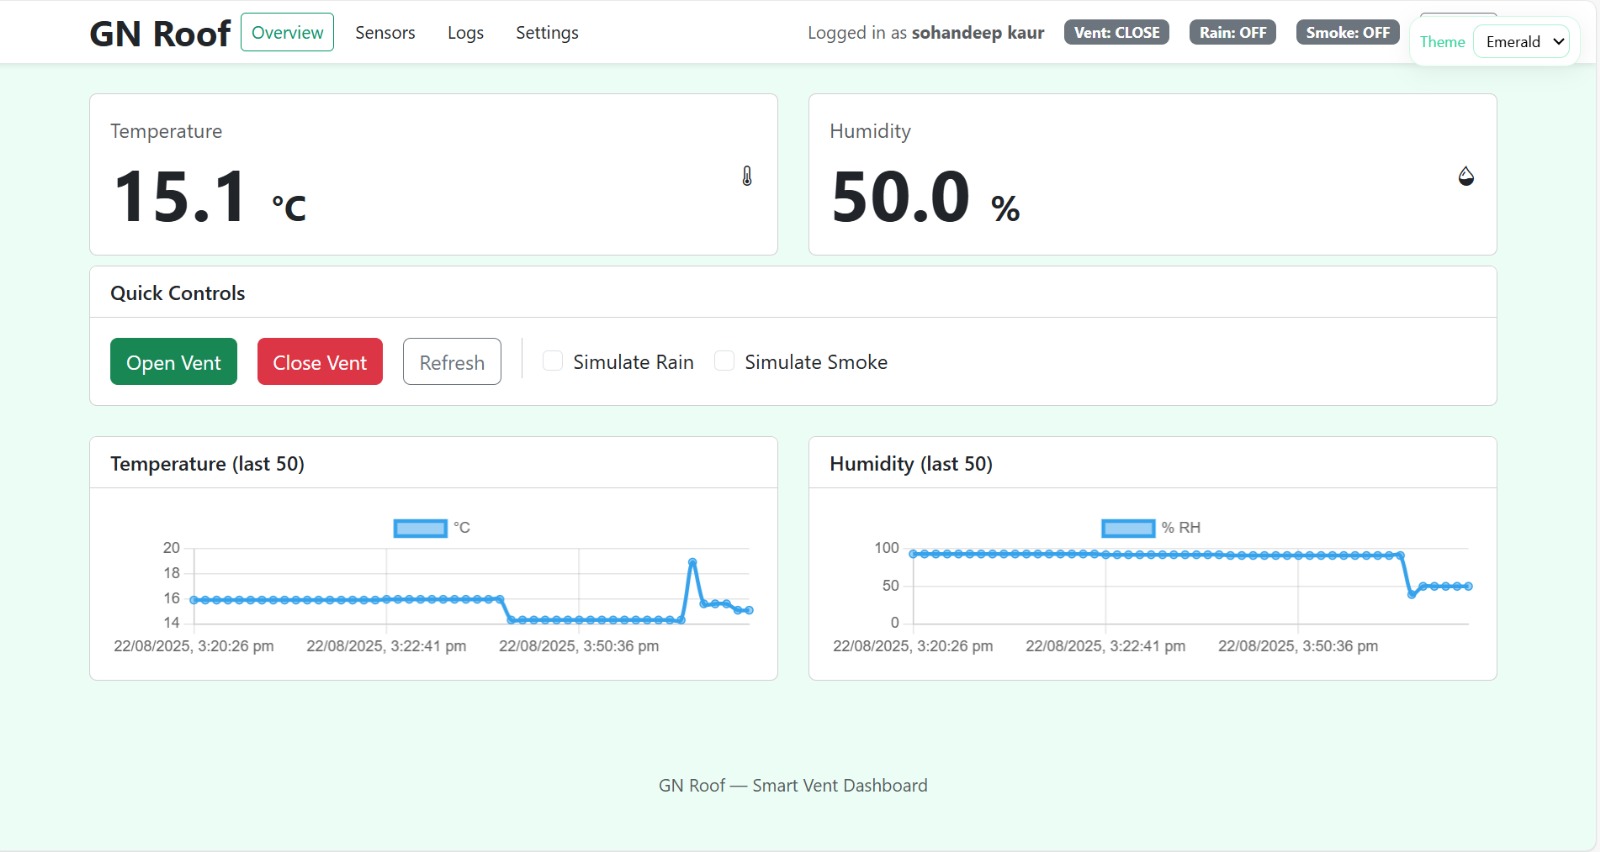 GN Roof Overview Sensors Logs Settings Logged in as sohandeep kaur Vent: CLOSE Rain: OFF Smoke: OFF Theme Emerald
Temperature
15.1 °C
Humidity
50.0 %
Quick Controls
Open Vent Close Vent Refresh Simulate Rain Simulate Smoke
Temperature (last 50)
°C
20
18
16
14
22/08/2025, 3:20:26 pm 22/08/2025, 3:22:41 pm 22/08/2025, 3:50:36 pm
Humidity (last 50)
% RH
100
50
0
22/08/2025, 3:20:26 pm 22/08/2025, 3:22:41 pm 22/08/2025, 3:50:36 pm
GN Roof — Smart Vent Dashboard